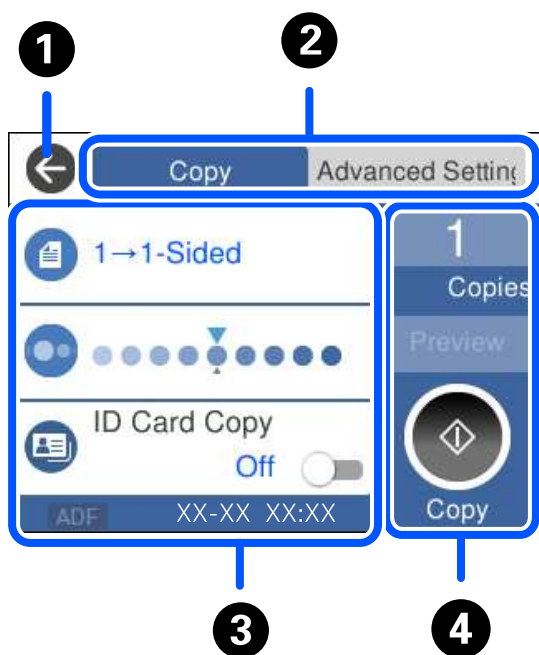 1
2
Copy
Advanced Setting
1→1-Sided
1
Copies
Preview
ID Card Copy
Off
Copy
ADF
XX-XX XX:XX
3
4